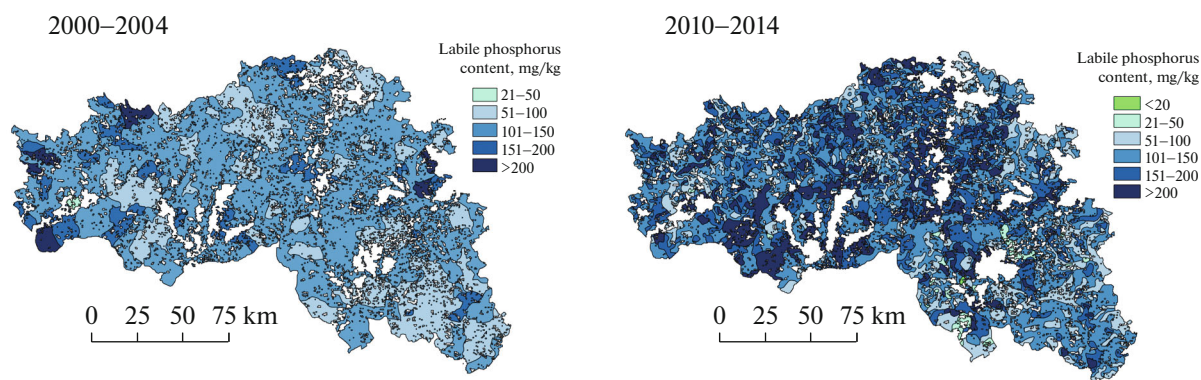 2000–2004
Labile phosphorus
content, mg/kg
21–50
51–100
101–150
151–200
>200
0 25 50 75 km
2010–2014
Labile phosphorus
content, mg/kg
<20
21–50
51–100
101–150
151–200
>200
0 25 50 75 km